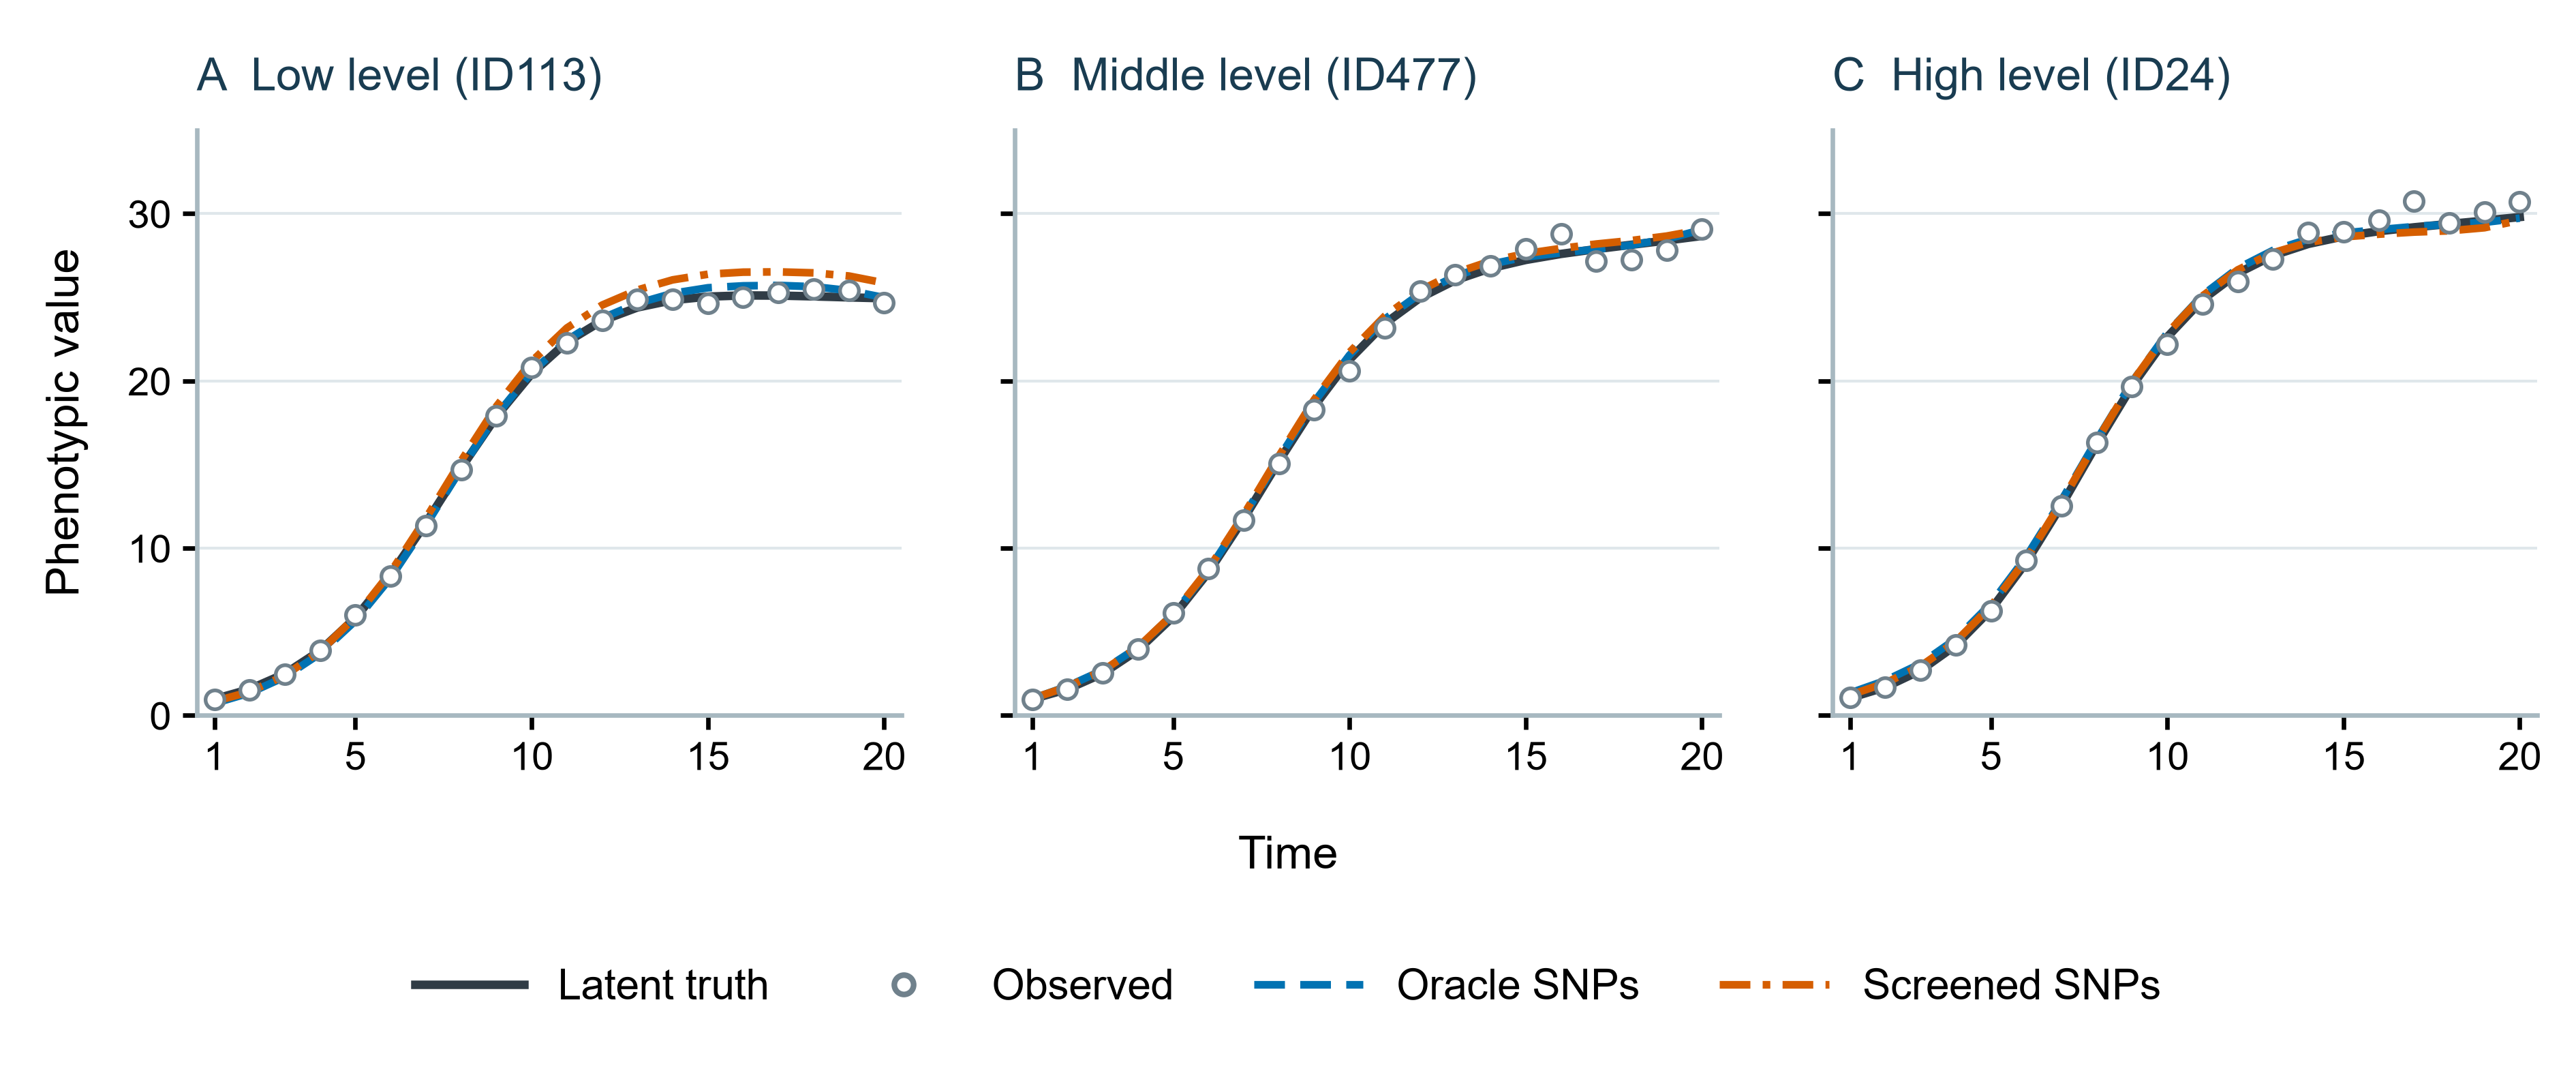 A Low level (ID113)
B Middle level (ID477)
C High level (ID24)
Phenotypic value
30
20
10
0
1 5 10 15 20
1 5 10 15 20
1 5 10 15 20
Time
Latent truth
Observed
Oracle SNPs
Screened SNPs